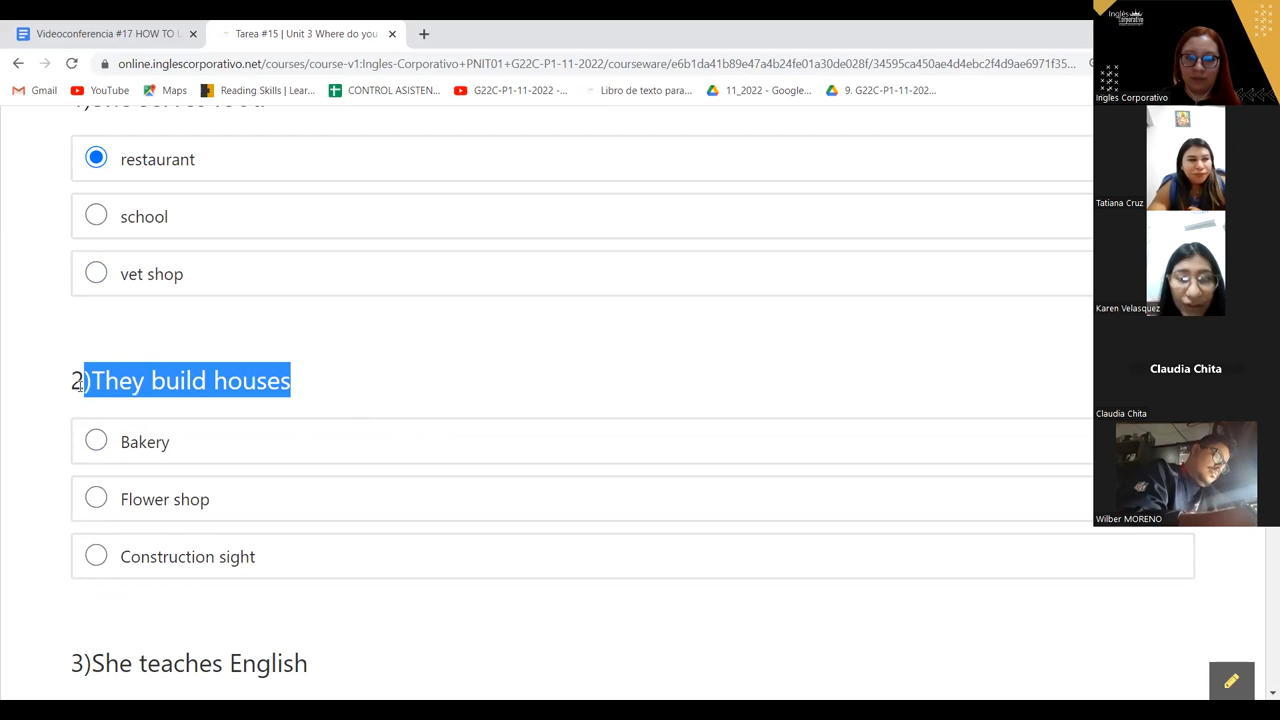 Videoconferencia #17 HOW TO
Tarea #15 | Unit 3 Where do you
online.inglescorporativo.net/courses/course-v1:Ingles-Corporativo+PNIT01+G22C-P1-11-2022/courseware/e6b1da41b89e47a4b24fe01a30de028f/34595ca450ae4d4ebc2f4d9ae6971f35...
Gmail
YouTube
Maps
Reading Skills | Lear...
CONTROL ASISTEN...
G22C-P1-11-2022 -...
Libro de texto para...
11_2022 - Google...
9. G22C-P1-11-202...
restaurant
school
vet shop
2)They build houses
Bakery
Flower shop
Construction sight
3)She teaches English
Inglés
Corporativo
Ingles Corporativo
Tatiana Cruz
Karen Velasquez
Claudia Chita
Claudia Chita
Wilber MORENO